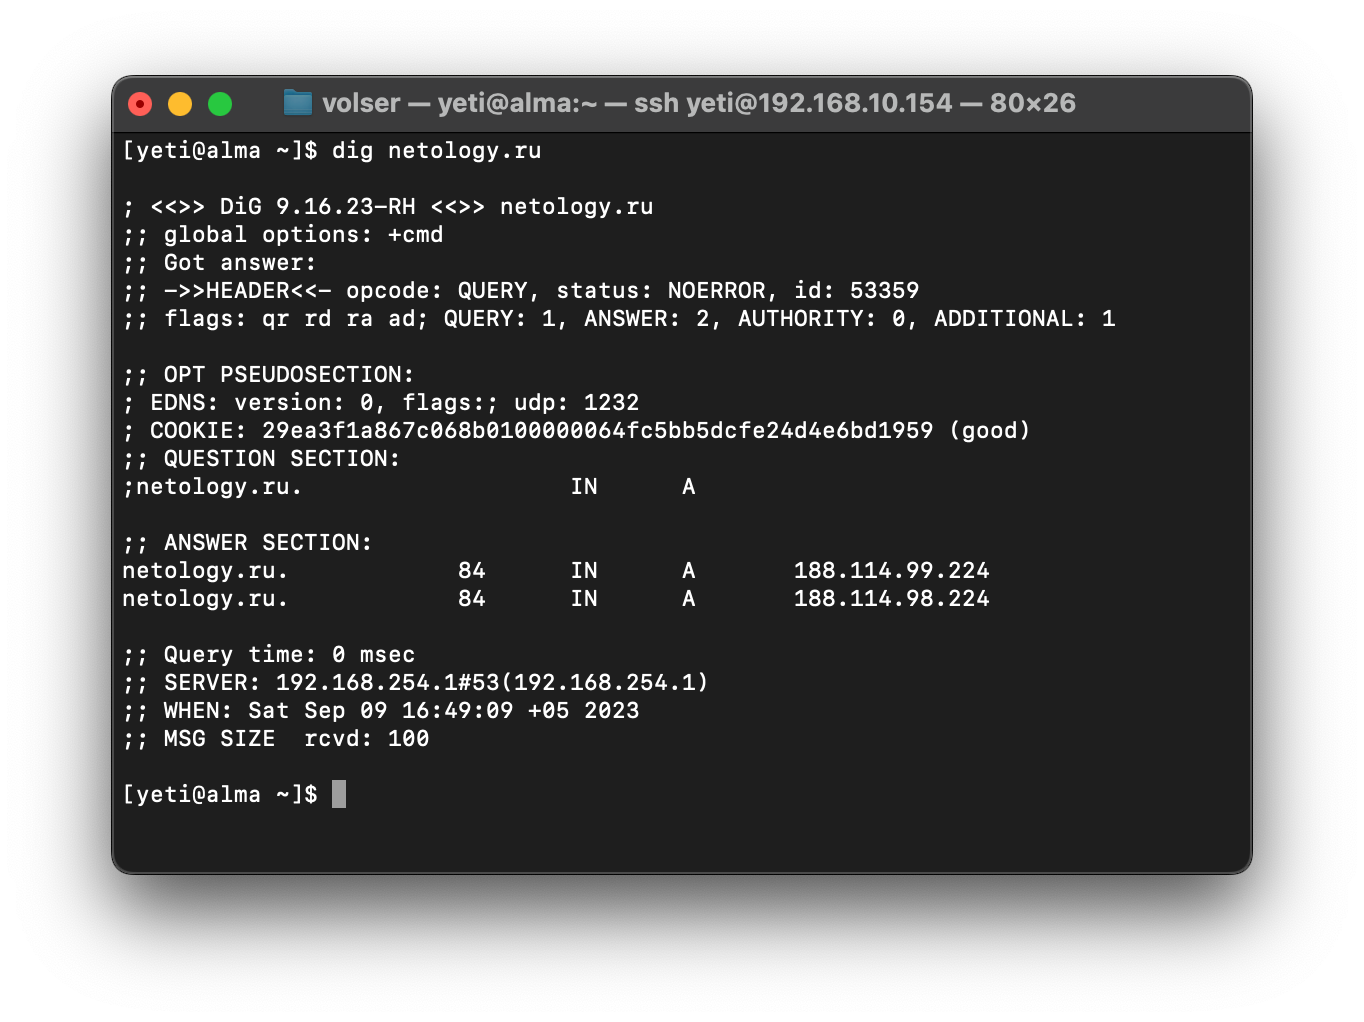 volser — yeti@alma:~ — ssh yeti@192.168.10.154 — 80×26
[yeti@alma ~]$ dig netology.ru

; <<>> DiG 9.16.23-RH <<>> netology.ru
;; global options: +cmd
;; Got answer:
;; ->>HEADER<<- opcode: QUERY, status: NOERROR, id: 53359
;; flags: qr rd ra ad; QUERY: 1, ANSWER: 2, AUTHORITY: 0, ADDITIONAL: 1

;; OPT PSEUDOSECTION:
; EDNS: version: 0, flags:; udp: 1232
; COOKIE: 29ea3f1a867c068b0100000064fc5bb5dcfe24d4e6bd1959 (good)
;; QUESTION SECTION:
;netology.ru.                   IN      A

;; ANSWER SECTION:
netology.ru.            84      IN      A       188.114.99.224
netology.ru.            84      IN      A       188.114.98.224

;; Query time: 0 msec
;; SERVER: 192.168.254.1#53(192.168.254.1)
;; WHEN: Sat Sep 09 16:49:09 +05 2023
;; MSG SIZE  rcvd: 100

[yeti@alma ~]$